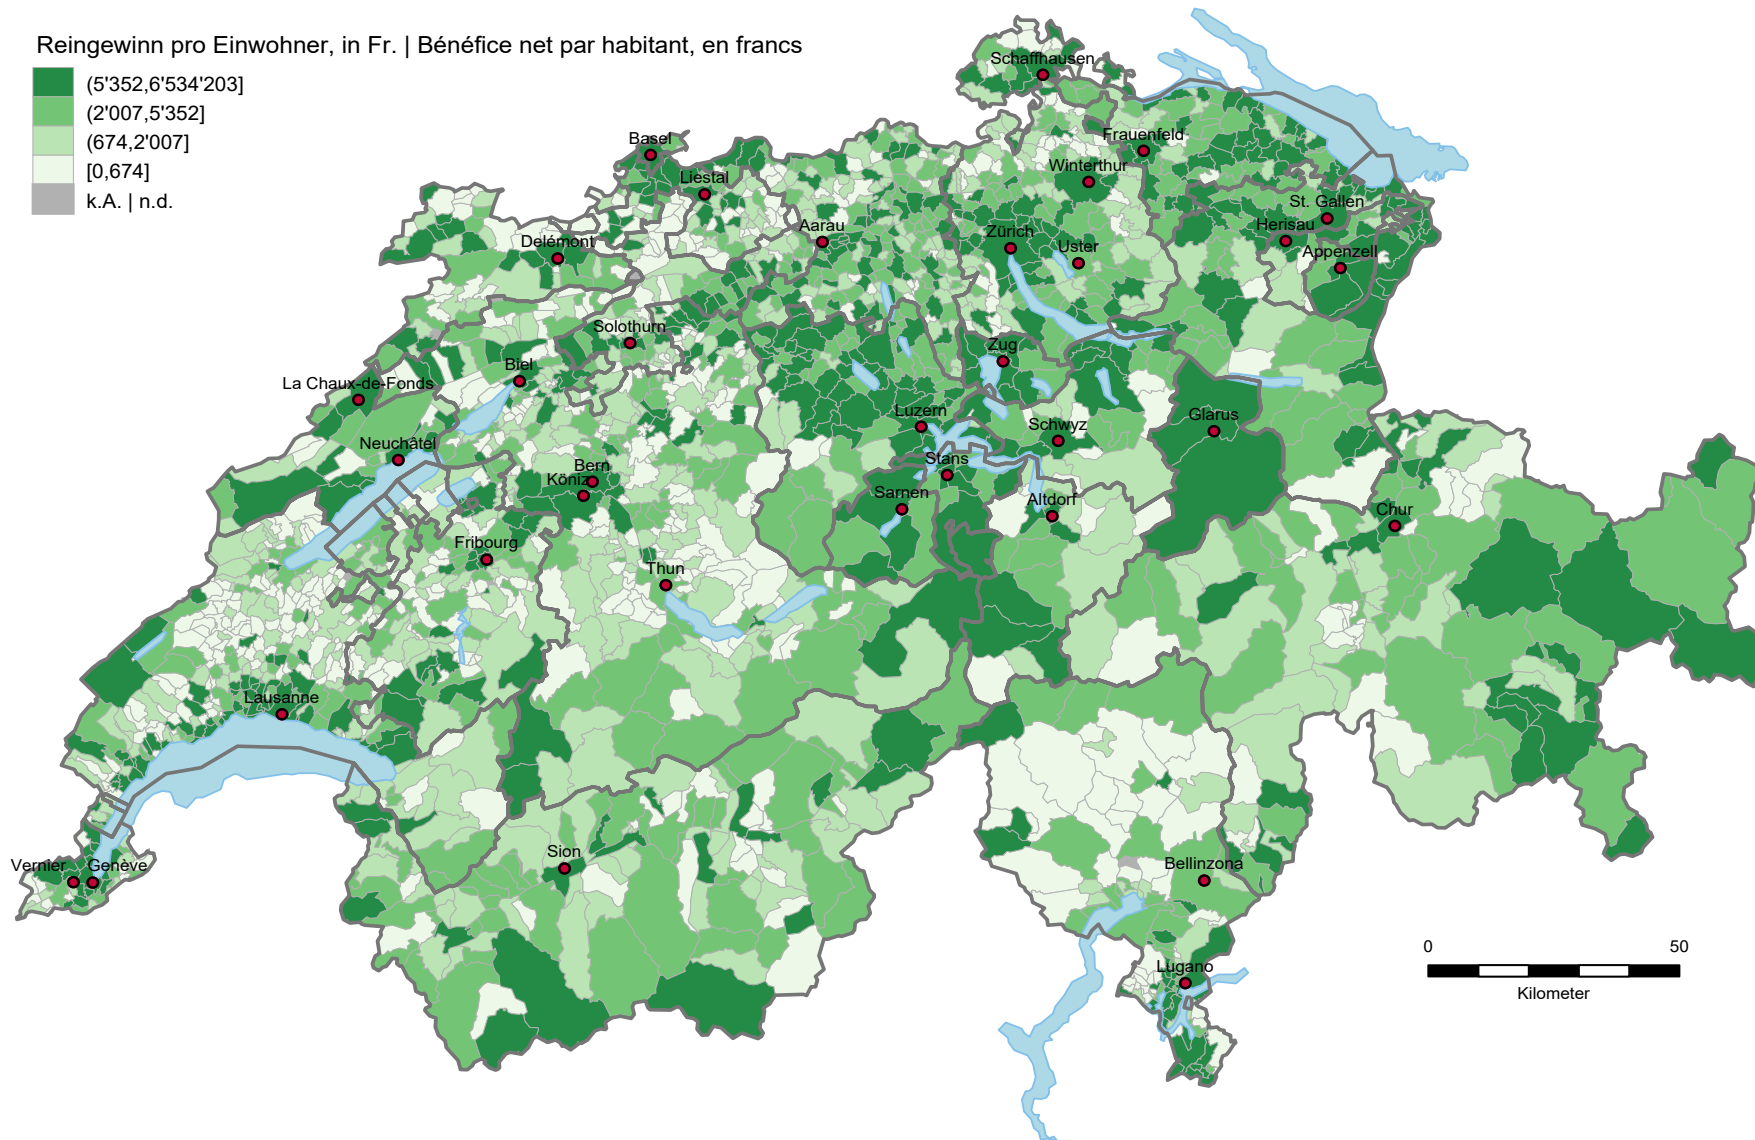 Reingewinn pro Einwohner, in Fr. | Bénéfice net par habitant, en francs
(5'352,6'534'203]
(2'007,5'352]
(674,2'007]
[0,674]
k.A. | n.d.
Schaffhausen
Basel
Frauenfeld
Winterthur
Liestal
St. Gallen
Aarau
Herisau
Zürich
Delémont
Uster
Appenzell
Solothurn
Zug
Biel
La Chaux-de-Fonds
Luzern
Glarus
Schwyz
Neuchâtel
Stans
Bern
Köniz
Sarnen
Altdorf
Chur
Fribourg
Thun
Lausanne
Sion
Vernier
Genève
Bellinzona
Lugano
0
50
Kilometer